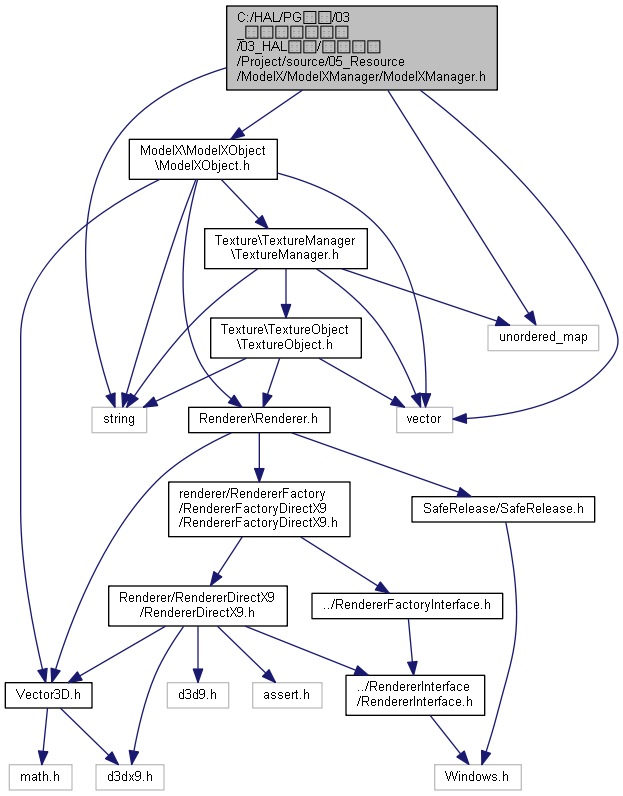 C:/HAL/PG□□/03
_□□□□□□□
/03_HAL□□/□□□□
/Project/source/05_Resource
/ModelX/ModelXManager/ModelXManager.h
ModelX\ModelXObject
\ModelXObject.h
Texture\TextureManager
\TextureManager.h
Texture\TextureObject
\TextureObject.h
unordered_map
string
Renderer\Renderer.h
vector
renderer/RendererFactory
/RendererFactoryDirectX9
/RendererFactoryDirectX9.h
SafeRelease/SafeRelease.h
Renderer/RendererDirectX9
/RendererDirectX9.h
../RendererFactoryInterface.h
Vector3D.h
d3d9.h
assert.h
../RendererInterface
/RendererInterface.h
math.h
d3dx9.h
Windows.h